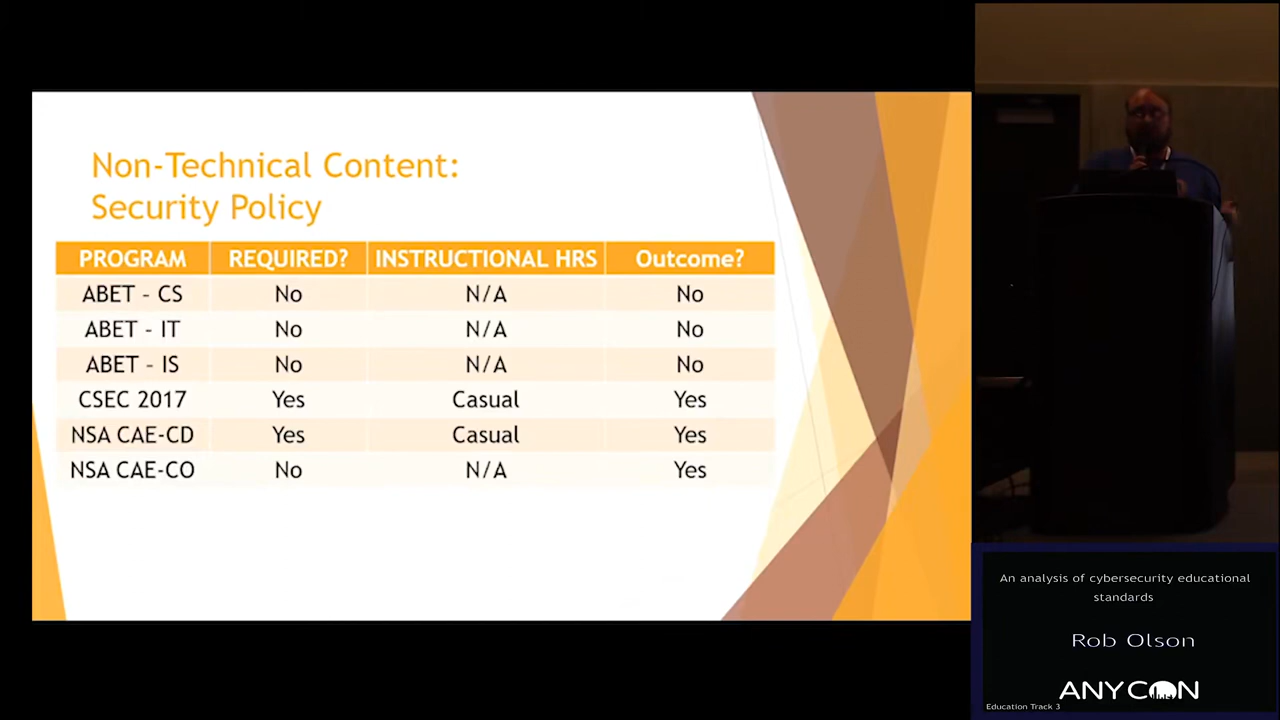 Non-Technical Content:
Security Policy
PROGRAM REQUIRED? INSTRUCTIONAL HRS Outcome?
ABET – CS No N/A No
ABET – IT No N/A No
ABET – IS No N/A No
CSEC 2017 Yes Casual Yes
NSA CAE-CD Yes Casual Yes
NSA CAE-CO No N/A Yes
An analysis of cybersecurity educational
standards
Rob Olson
ANYCON
Education Track 3